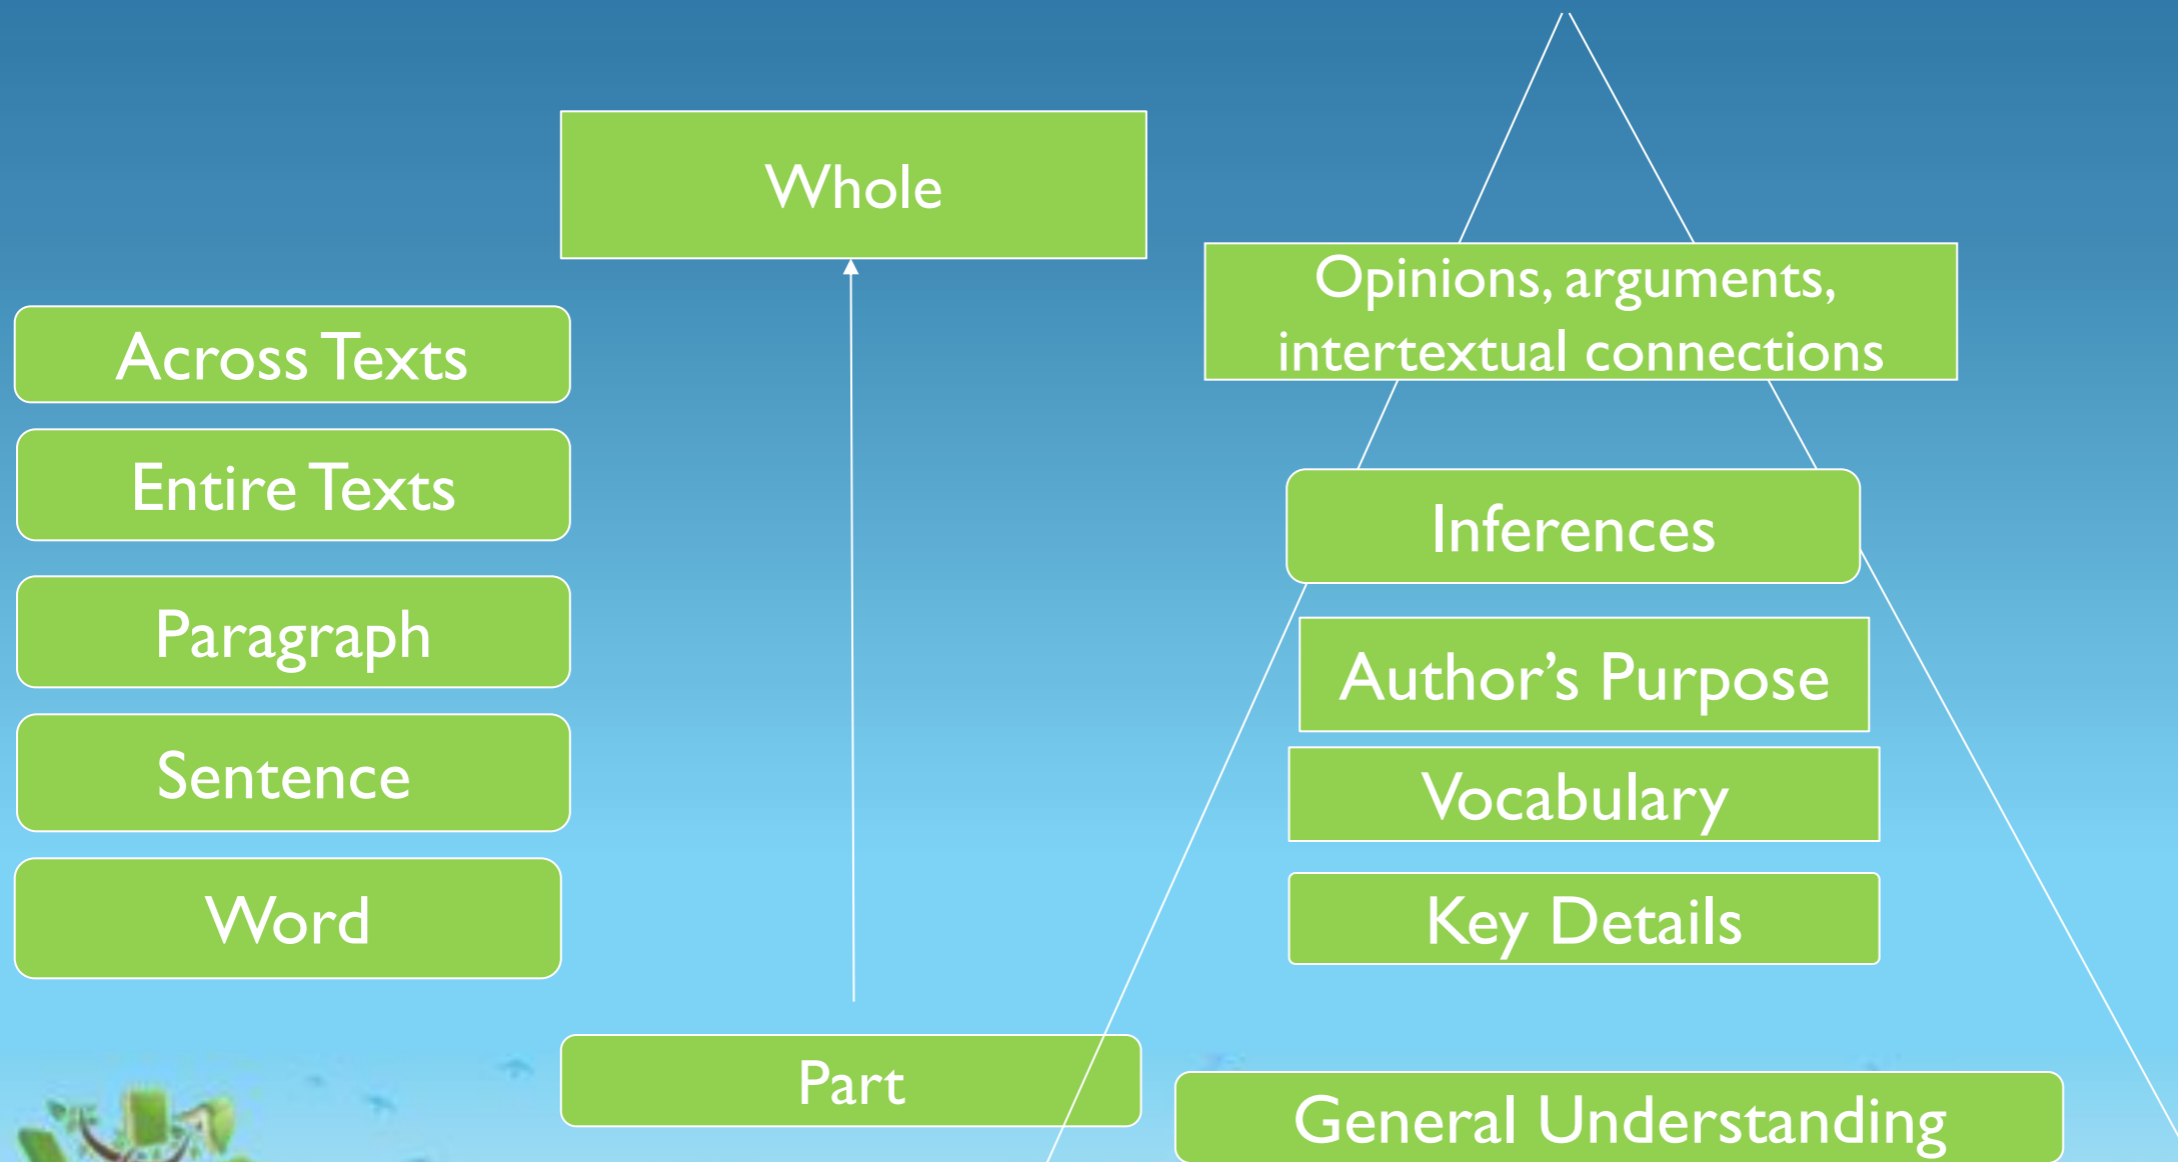 Whole
Across Texts
Entire Texts
Paragraph
Sentence
Word
Part
Opinions, arguments,
intertextual connections
Inferences
Author’s Purpose
Vocabulary
Key Details
General Understanding